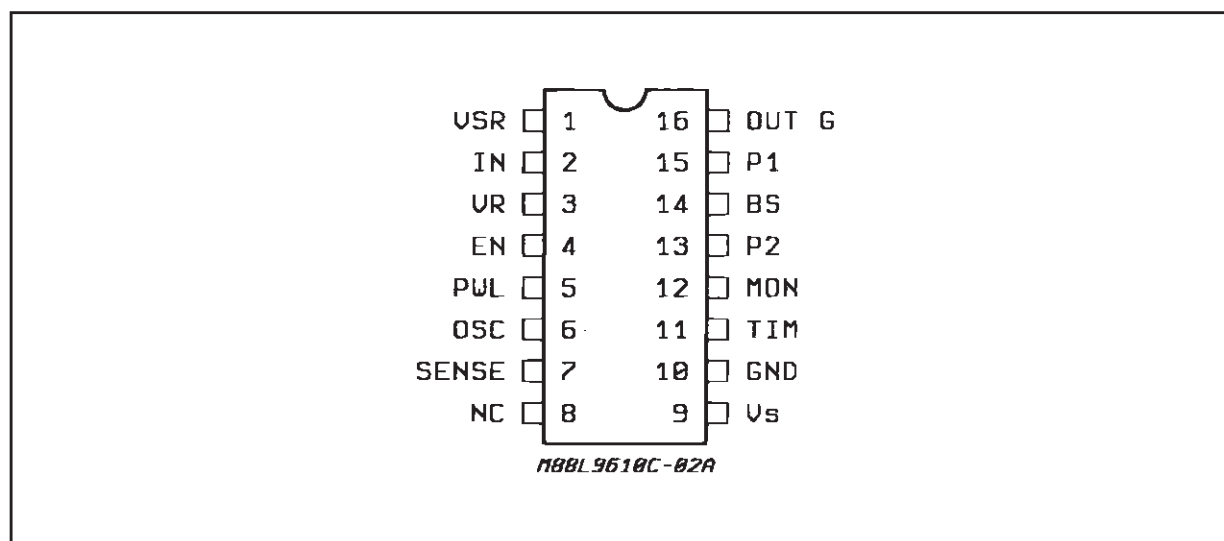 VSR 1 16 OUT G
IN 2 15 P1
VR 3 14 BS
EN 4 13 P2
PWL 5 12 MON
OSC 6 11 TIM
SENSE 7 10 GND
NC 8 9 Vs
M88L9610C-02A